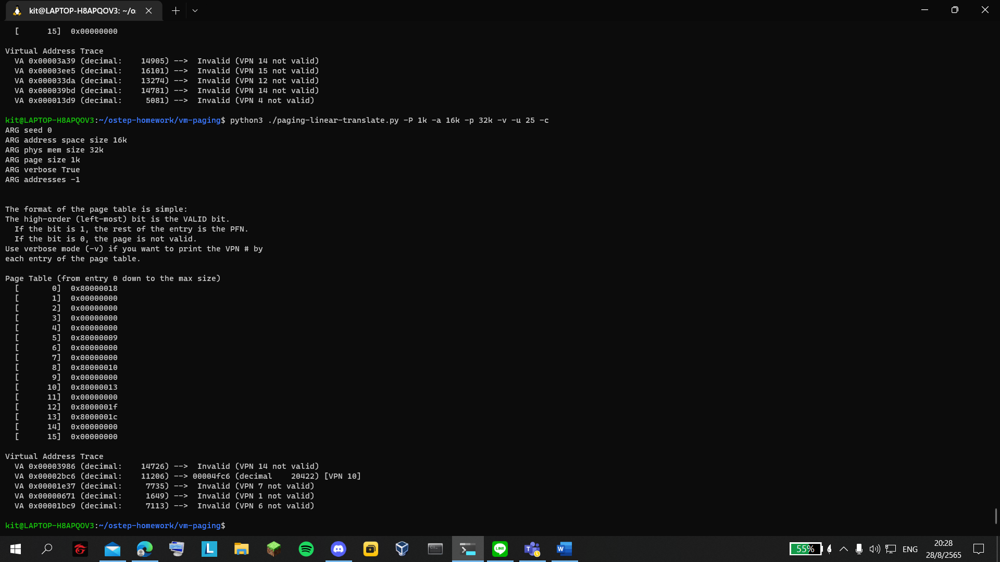 kit@LAPTOP-H8APQOV3: ~/o
[      15]  0x00000000
Virtual Address Trace
VA 0x00003a39 (decimal:    14905) -->  Invalid (VPN 14 not valid)
VA 0x00003ee5 (decimal:    16101) -->  Invalid (VPN 15 not valid)
VA 0x000033da (decimal:    13274) -->  Invalid (VPN 12 not valid)
VA 0x000039bd (decimal:    14781) -->  Invalid (VPN 14 not valid)
VA 0x000013d9 (decimal:     5081) -->  Invalid (VPN 4 not valid)
kit@LAPTOP-H8APQOV3:~/ostep-homework/vm-paging$ python3 ./paging-linear-translate.py -P 1k -a 16k -p 32k -v -u 25 -c
ARG seed 0
ARG address space size 16k
ARG phys mem size 32k
ARG page size 1k
ARG verbose True
ARG addresses -1
The format of the page table is simple:
The high-order (left-most) bit is the VALID bit.
If the bit is 1, the rest of the entry is the PFN.
If the bit is 0, the page is not valid.
Use verbose mode (-v) if you want to print the VPN # by
each entry of the page table.
Page Table (from entry 0 down to the max size)
[       0]  0x80000018
[       1]  0x00000000
[       2]  0x00000000
[       3]  0x00000000
[       4]  0x00000000
[       5]  0x80000009
[       6]  0x00000000
[       7]  0x00000000
[       8]  0x80000010
[       9]  0x00000000
[      10]  0x80000013
[      11]  0x00000000
[      12]  0x8000001f
[      13]  0x8000001c
[      14]  0x00000000
[      15]  0x00000000
Virtual Address Trace
VA 0x00003986 (decimal:    14726) -->  Invalid (VPN 14 not valid)
VA 0x00002bc6 (decimal:    11206) --> 00004fc6 (decimal    20422) [VPN 10]
VA 0x00001e37 (decimal:     7735) -->  Invalid (VPN 7 not valid)
VA 0x00000671 (decimal:     1649) -->  Invalid (VPN 1 not valid)
VA 0x00001bc9 (decimal:     7113) -->  Invalid (VPN 6 not valid)
kit@LAPTOP-H8APQOV3:~/ostep-homework/vm-paging$
55%
ENG
20:28
28/8/2565